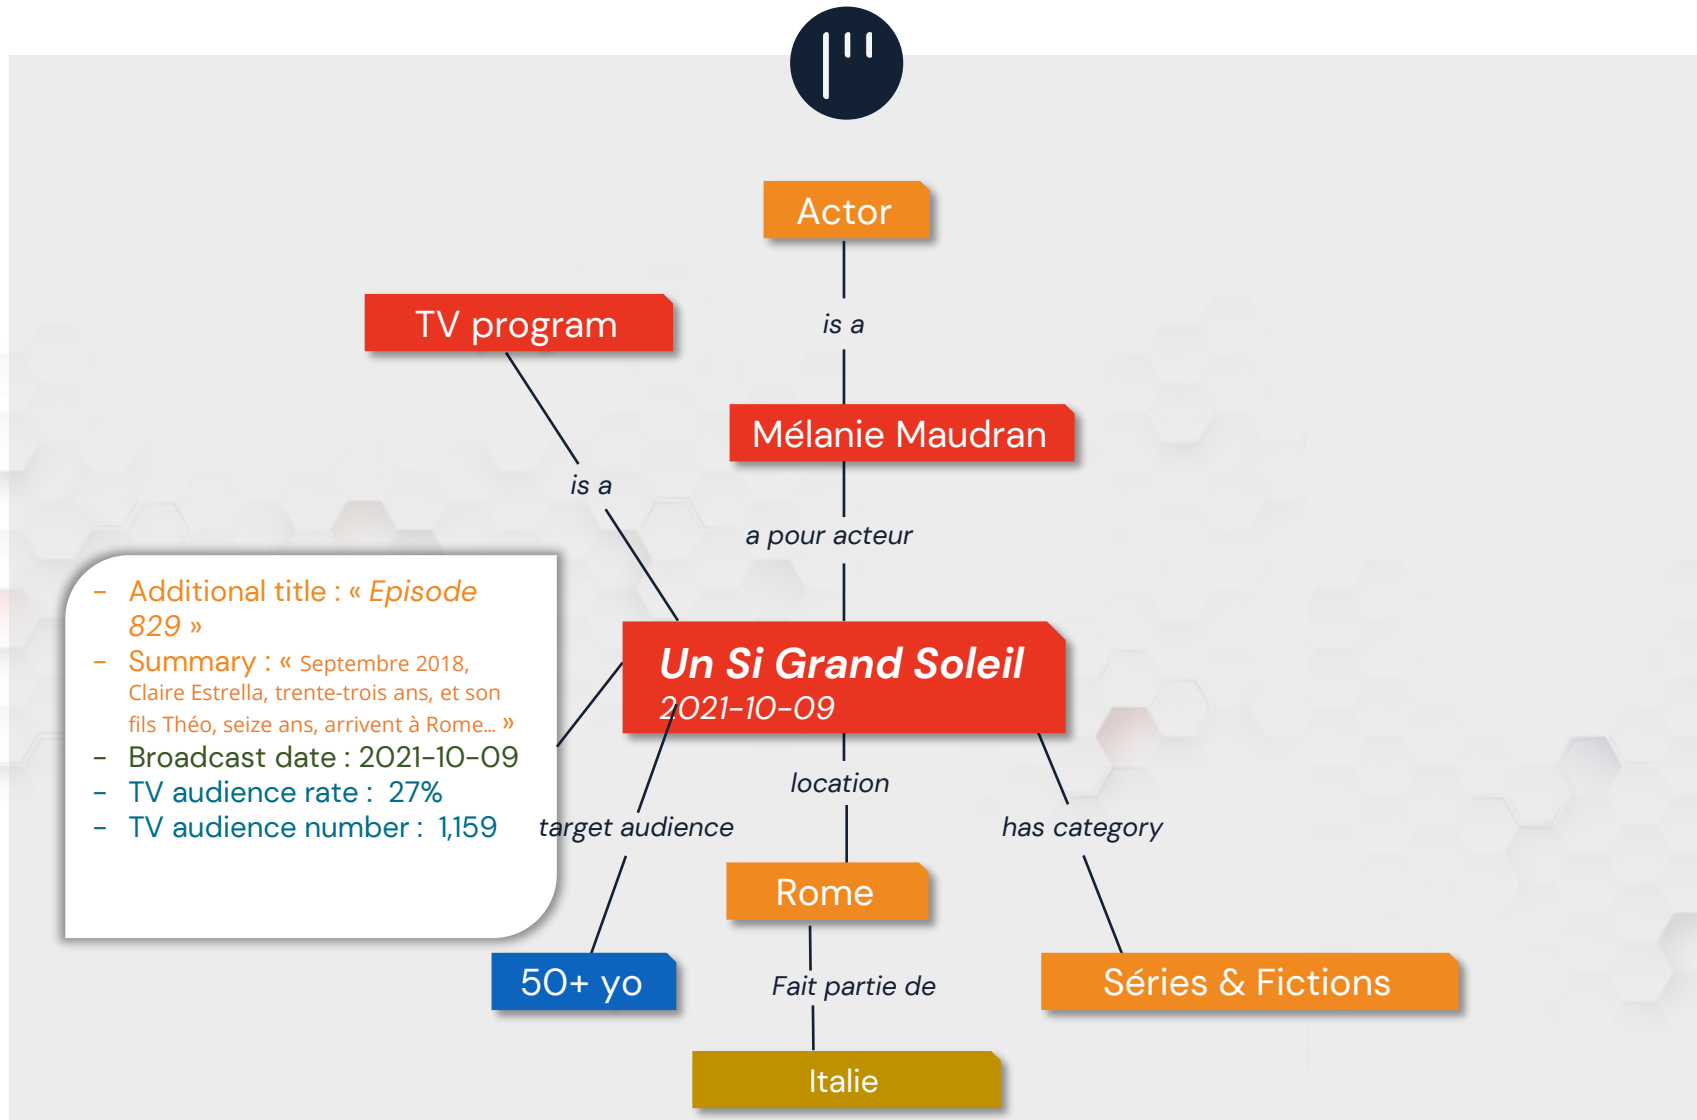 Actor
is a
TV program
Mélanie Maudran
is a
a pour acteur
- Additional title : « Episode
829 »
- Summary : « Septembre 2018,
Claire Estrella, trente-trois ans, et son
fils Théo, seize ans, arrivent à Rome... »
- Broadcast date : 2021-10-09
- TV audience rate : 27%
- TV audience number : 1,159
Un Si Grand Soleil
2021-10-09
location
target audience
has category
Rome
50+ yo
Fait partie de
Séries & Fictions
Italie